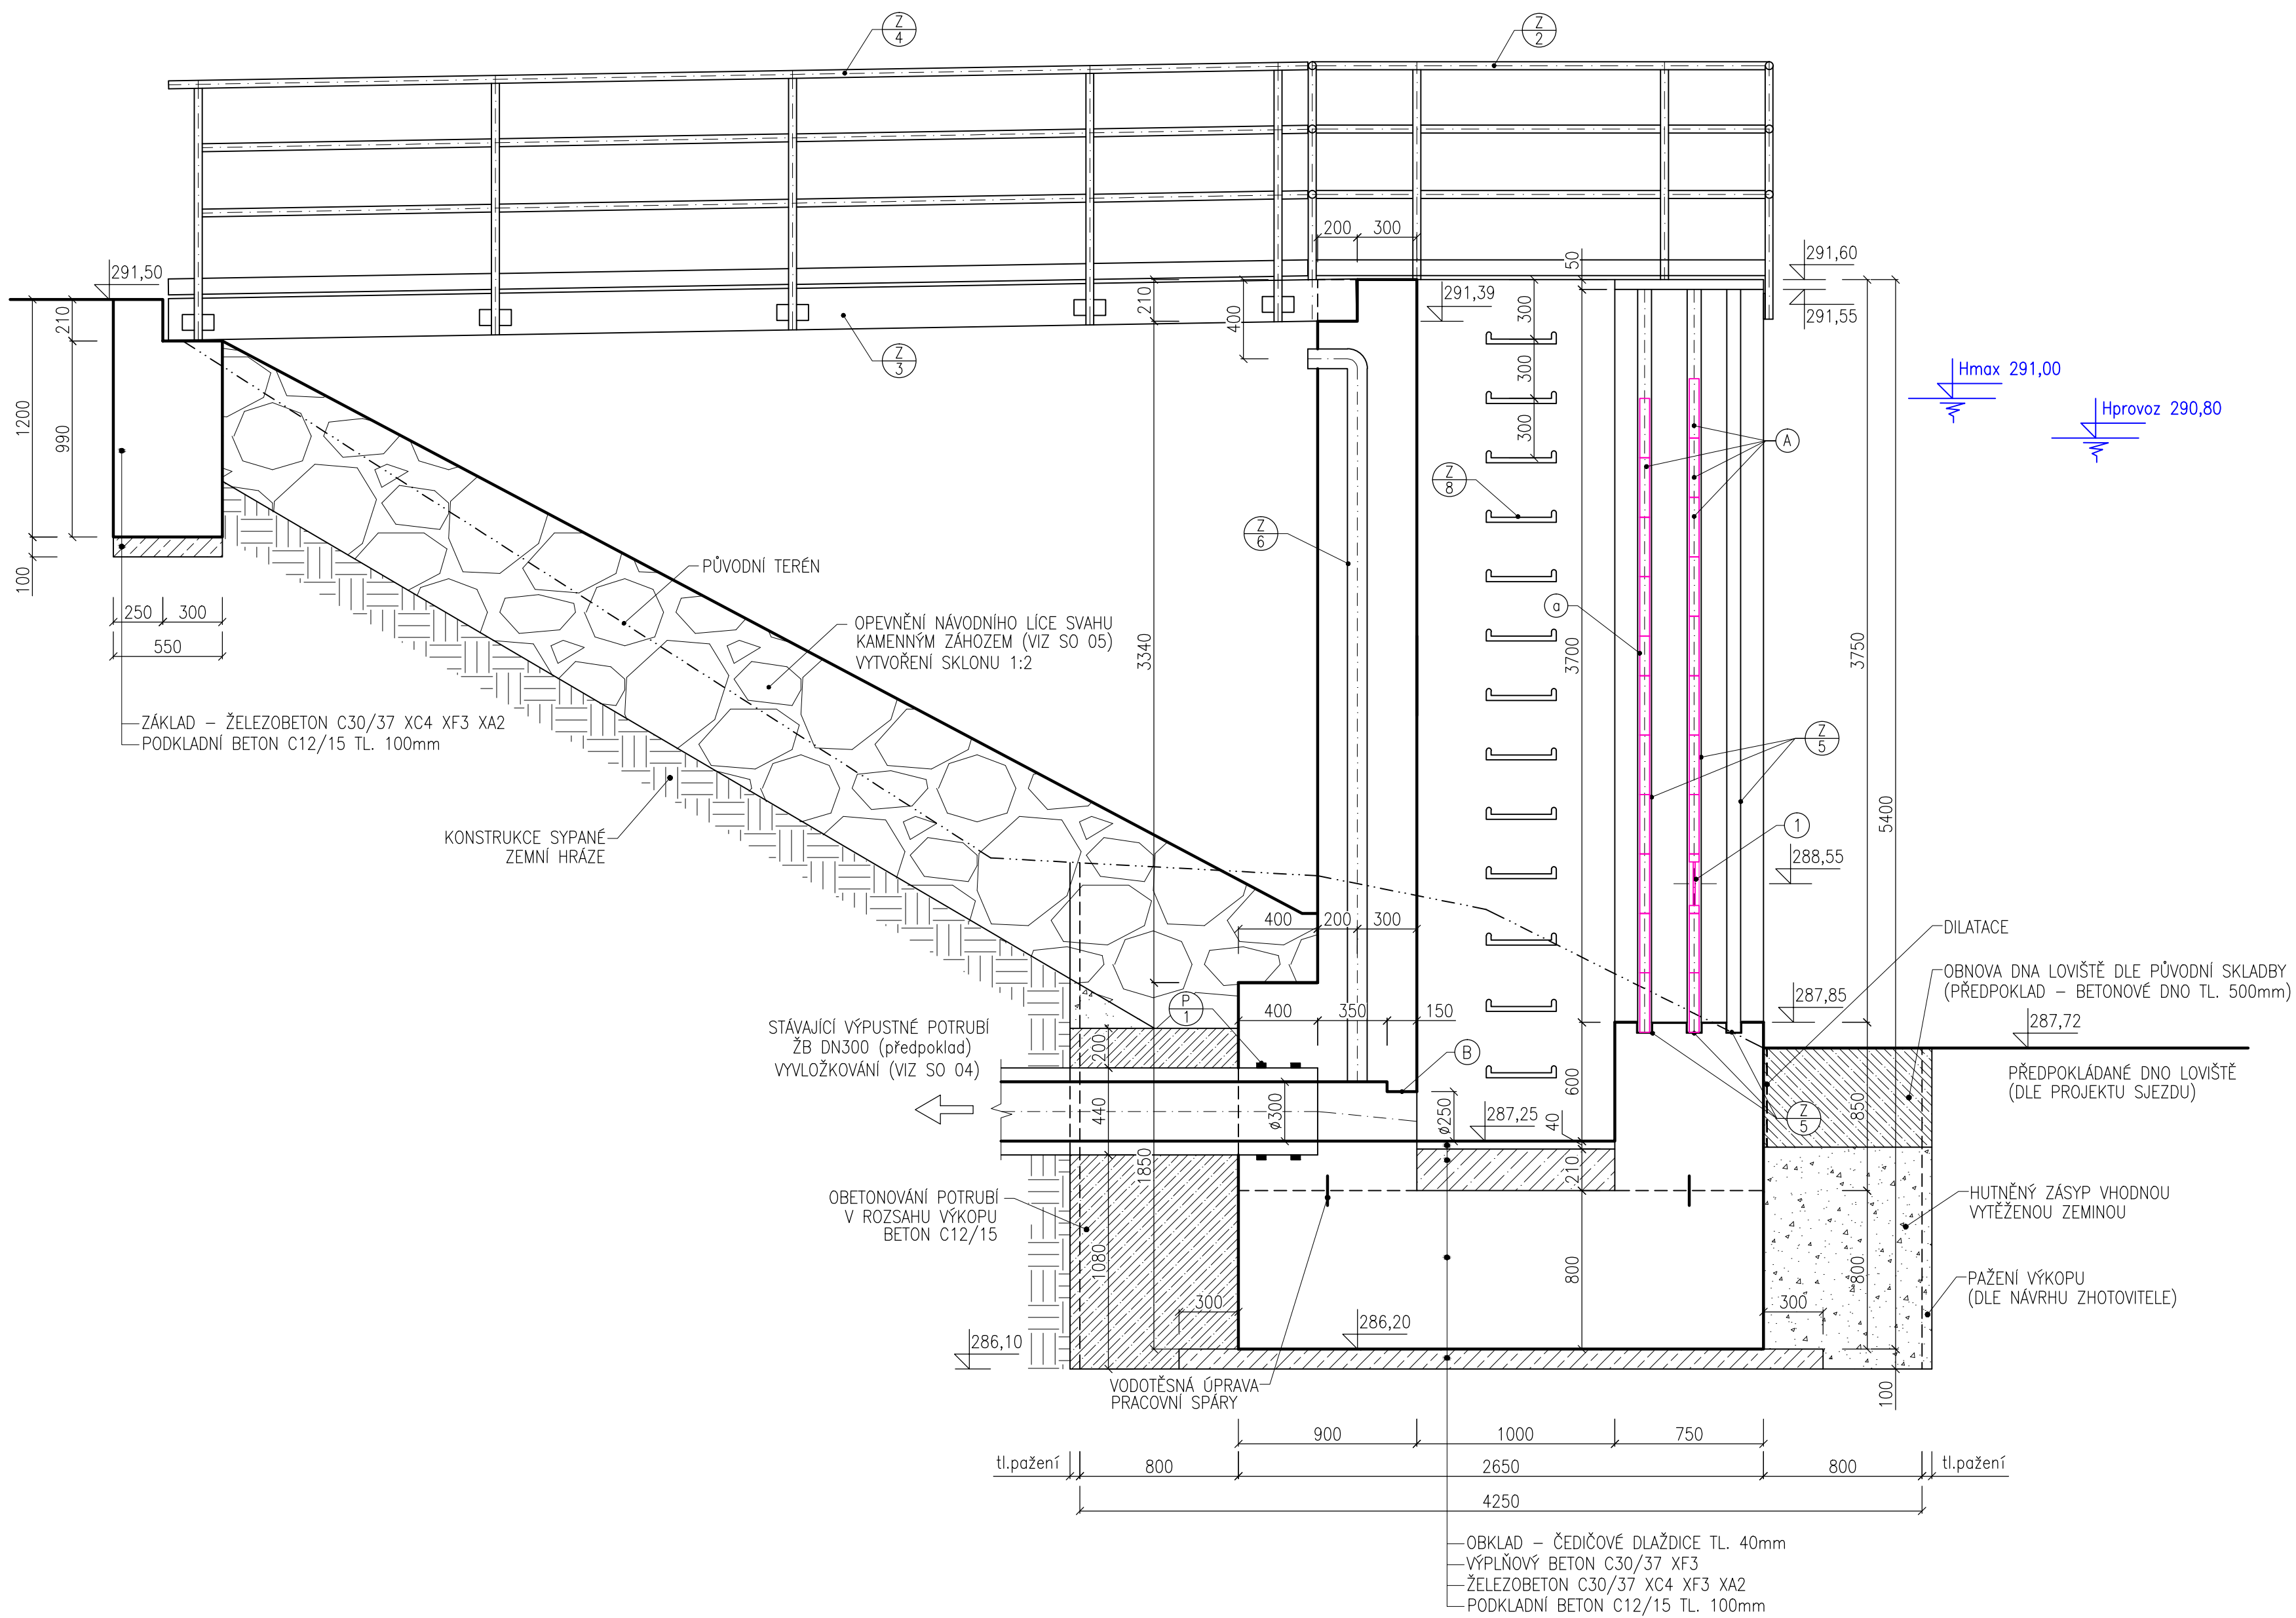 Z
4
Z
2
200 300
291,50
50
291,60
291,39
291,55
210
210
400
300
300
300
Z
3
Hmax 291,00
Hprovoz 290,80
1200
990
A
Z
8
Z
6
100
PŮVODNÍ TERÉN
250 300
550
a
OPEVNĚNÍ NÁVODNÍHO LÍCE SVAHU
KAMENNÝM ZÁHOZEM (VIZ SO 05)
VYTVOŘENÍ SKLONU 1:2
3340
3700
3750
ZÁKLAD – ŽELEZOBETON C30/37 XC4 XF3 XA2
PODKLADNÍ BETON C12/15 TL. 100mm
Z
5
5400
1
KONSTRUKCE SYPANÉ
ZEMNÍ HRÁZE
288,55
400 200 300
DILATACE
OBNOVA DNA LOVIŠTĚ DLE PŮVODNÍ SKLADBY
(PŘEDPOKLAD – BETONOVÉ DNO TL. 500mm)
287,85
287,72
P
1
400 350 150
STÁVAJÍCÍ VÝPUSTNÉ POTRUBÍ
ŽB DN300 (předpoklad)
VYVLOŽKOVÁNÍ (VIZ SO 04)
200
B
PŘEDPOKLÁDANÉ DNO LOVIŠTĚ
(DLE PROJEKTU SJEZDU)
440
ø300
ø250
287,25
600
40
Z
5
850
1850
210
OBETONOVÁNÍ POTRUBÍ
V ROZSAHU VÝKOPU
BETON C12/15
HUTNĚNÝ ZÁSYP VHODNOU
VYTĚŽENOU ZEMINOU
1080
800
800
PAŽENÍ VÝKOPU
(DLE NÁVRHU ZHOTOVITELE)
300
300
286,10
286,20
VODOTĚSNÁ ÚPRAVA
PRACOVNÍ SPÁRY
100
900 1000 750
tl.pažení 800 2650 800 tl.pažení
4250
OBKLAD – ČEDIČOVÉ DLAŽDICE TL. 40mm
VÝPLŇOVÝ BETON C30/37 XF3
ŽELEZOBETON C30/37 XC4 XF3 XA2
PODKLADNÍ BETON C12/15 TL. 100mm